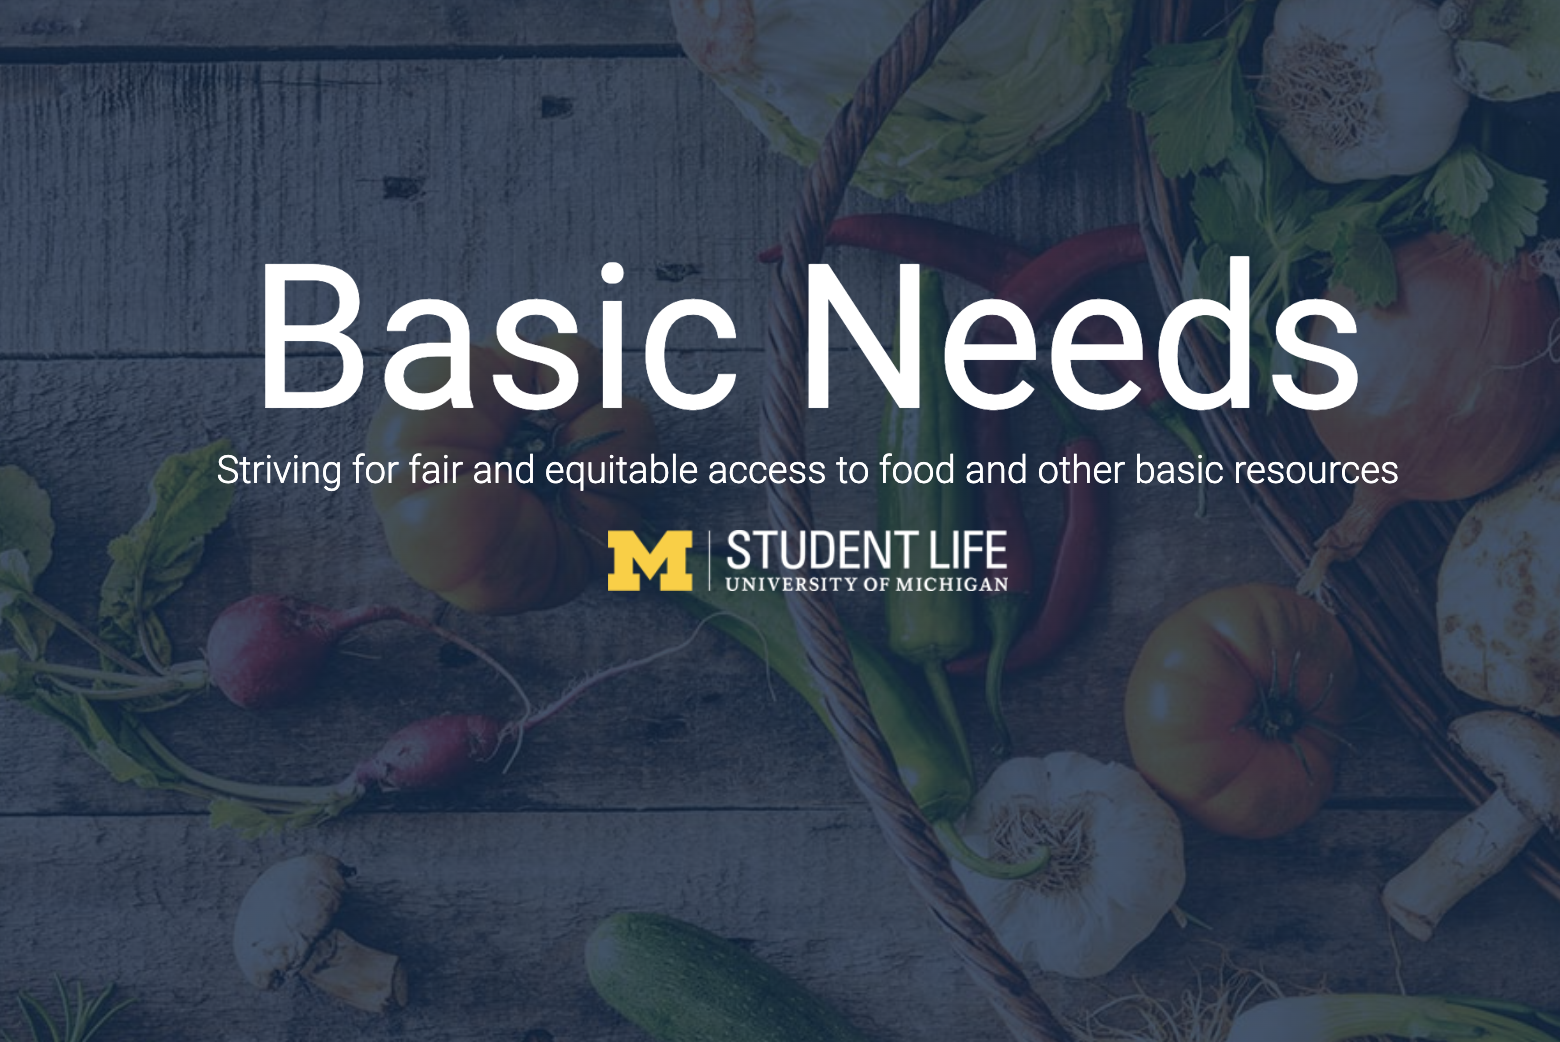 Basic Needs
Striving for fair and equitable access to food and other basic resources
M STUDENT LIFE
UNIVERSITY OF MICHIGAN